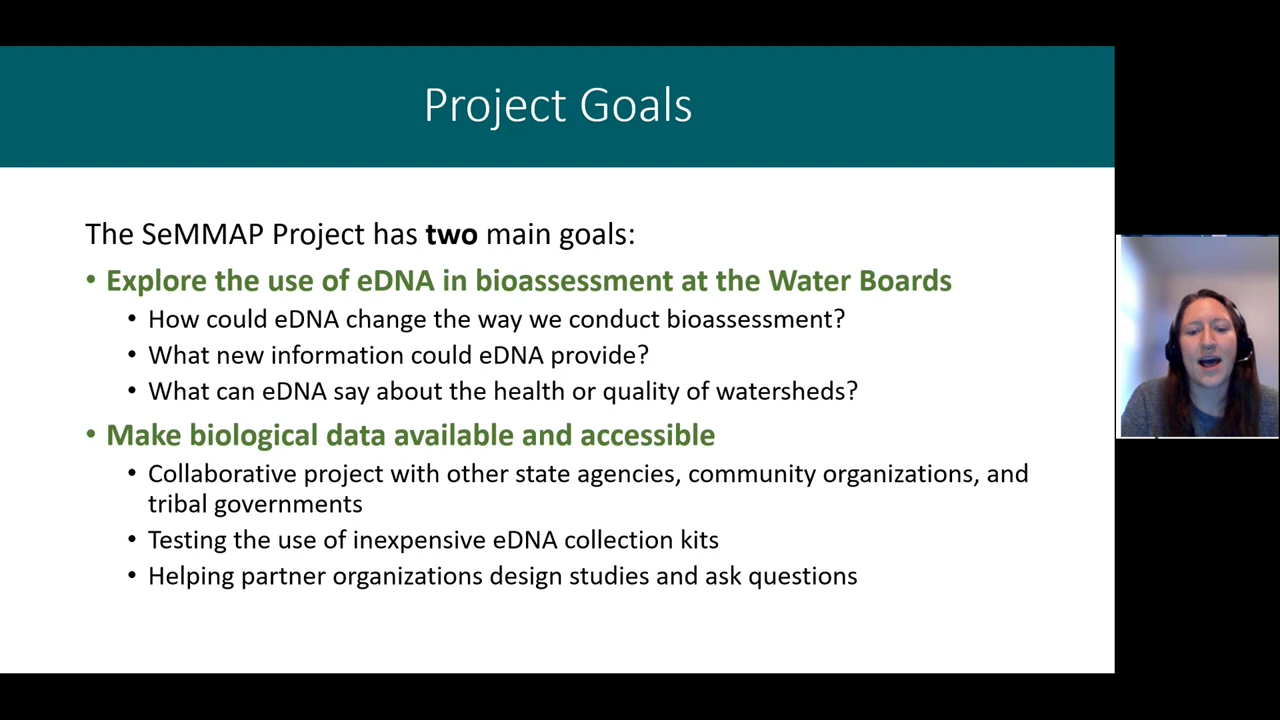 Project Goals
The SeMMAP Project has two main goals:
• Explore the use of eDNA in bioassessment at the Water Boards
• How could eDNA change the way we conduct bioassessment?
• What new information could eDNA provide?
• What can eDNA say about the health or quality of watersheds?
• Make biological data available and accessible
• Collaborative project with other state agencies, community organizations, and
tribal governments
• Testing the use of inexpensive eDNA collection kits
• Helping partner organizations design studies and ask questions